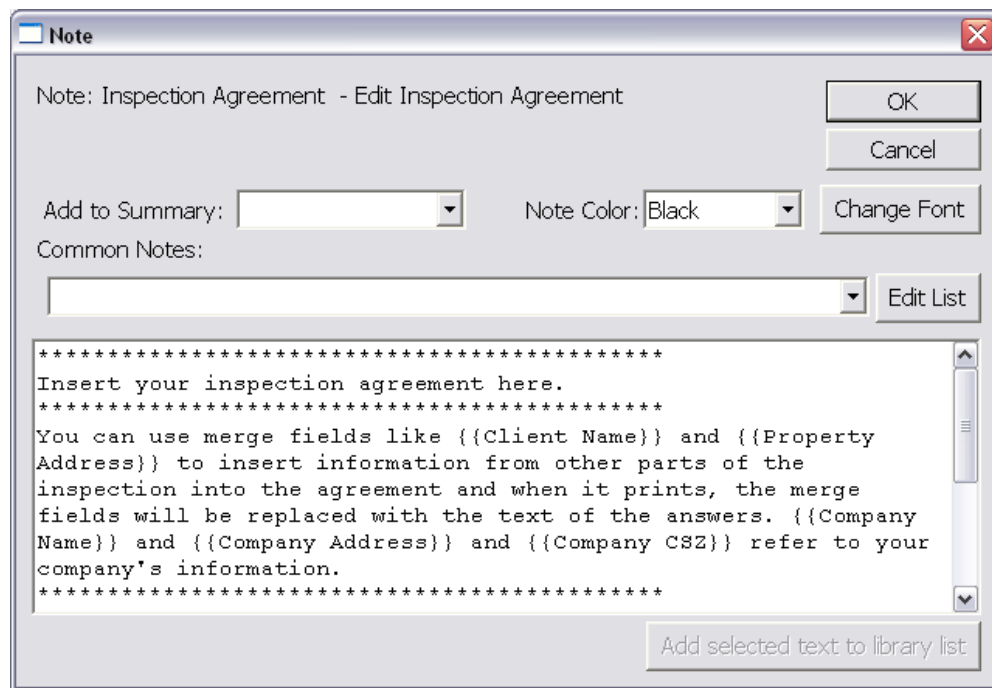 Note
Note: Inspection Agreement  - Edit Inspection Agreement
OK
Cancel
Add to Summary:
Note Color: Black
Change Font
Common Notes:
Edit List
*********************************************
Insert your inspection agreement here.
*********************************************
You can use merge fields like {{Client Name}} and {{Property
Address}} to insert information from other parts of the
inspection into the agreement and when it prints, the merge
fields will be replaced with the text of the answers. {{Company
Name}} and {{Company Address}} and {{Company CSZ}} refer to your
company's information.
*********************************************
Add selected text to library list